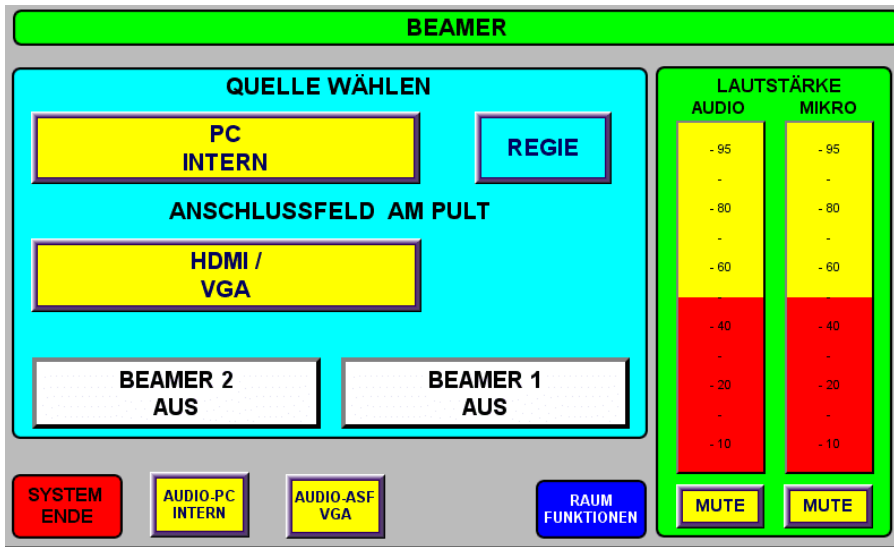 BEAMER
QUELLE WÄHLEN
PC
INTERN
REGIE
ANSCHLUSSFELD AM PULT
HDMI /
VGA
BEAMER 2
AUS
BEAMER 1
AUS
SYSTEM
ENDE
AUDIO-PC
INTERN
AUDIO-ASF
VGA
RAUM
FUNKTIONEN
LAUTSTÄRKE
AUDIO MIKRO
- 95 - 95
- -
- 80 - 80
- -
- 60 - 60
- -
- 40 - 40
- -
- 20 - 20
- -
- 10 - 10
MUTE MUTE